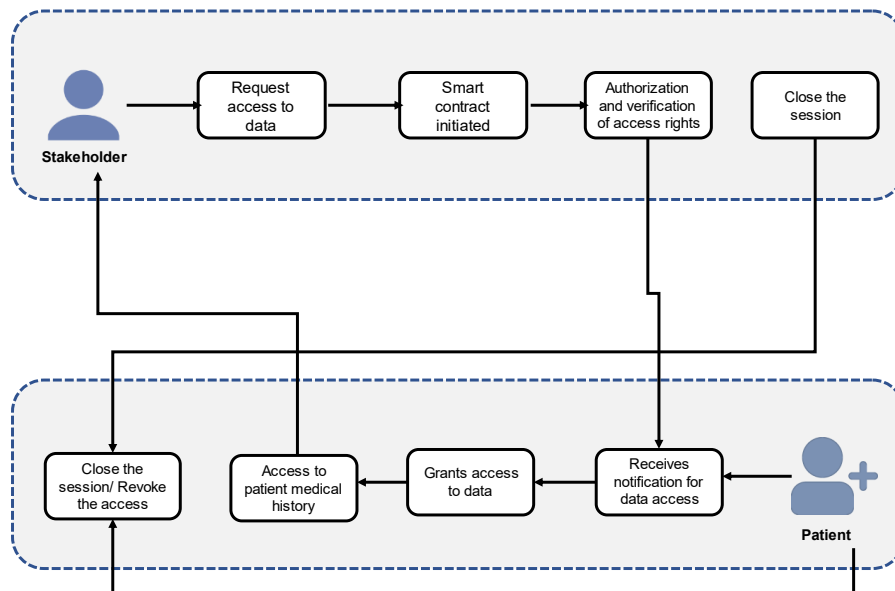 Request
access to
data
Smart
contract
initiated
Authorization
and verification
of access rights
Close the
session
Stakeholder
Close the
session/ Revoke
the access
Access to
patient medical
history
Grants access
to data
Receives
notification for
data access
Patient